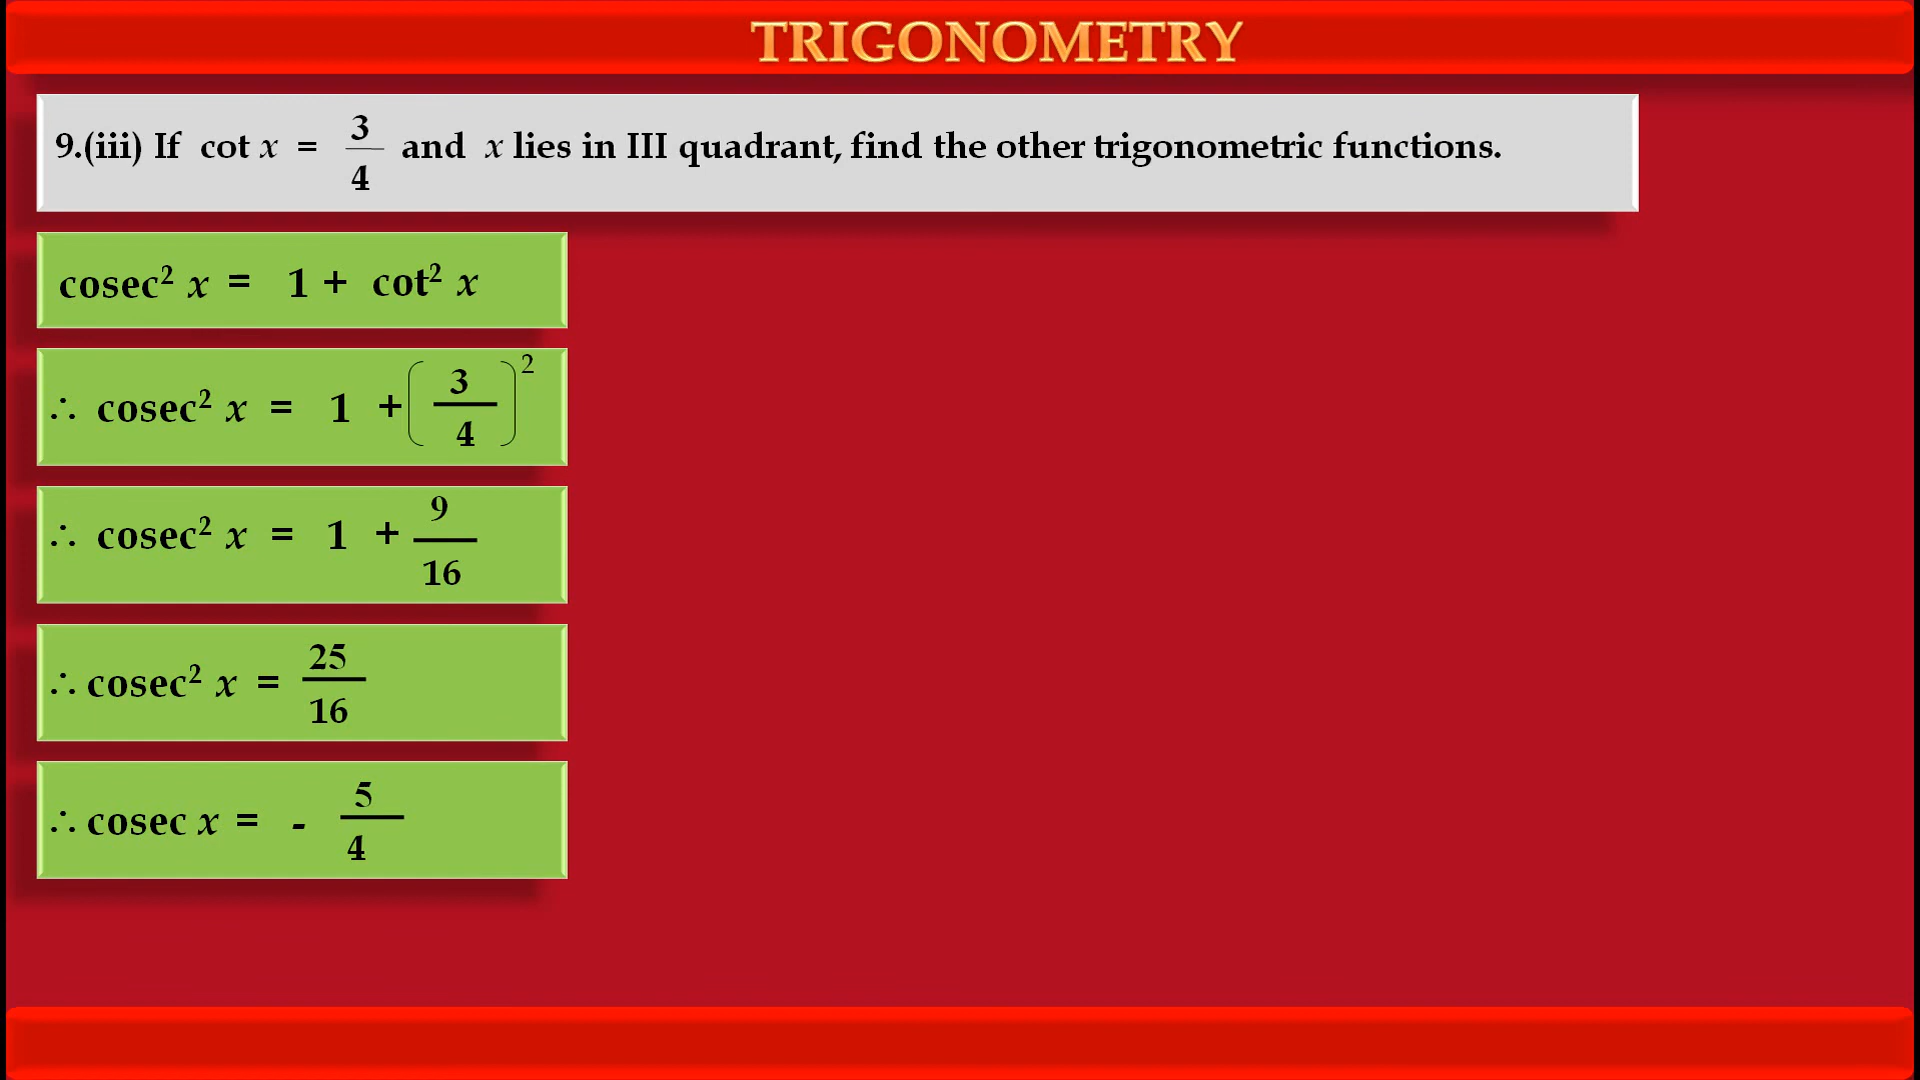 TRIGONOMETRY
9.(iii) If cot x = 3/4 and x lies in III quadrant, find the other trigonometric functions.
cosec² x = 1 + cot² x
∴ cosec² x = 1 + (3/4)²
∴ cosec² x = 1 + 9/16
∴ cosec² x = 25/16
∴ cosec x = - 5/4